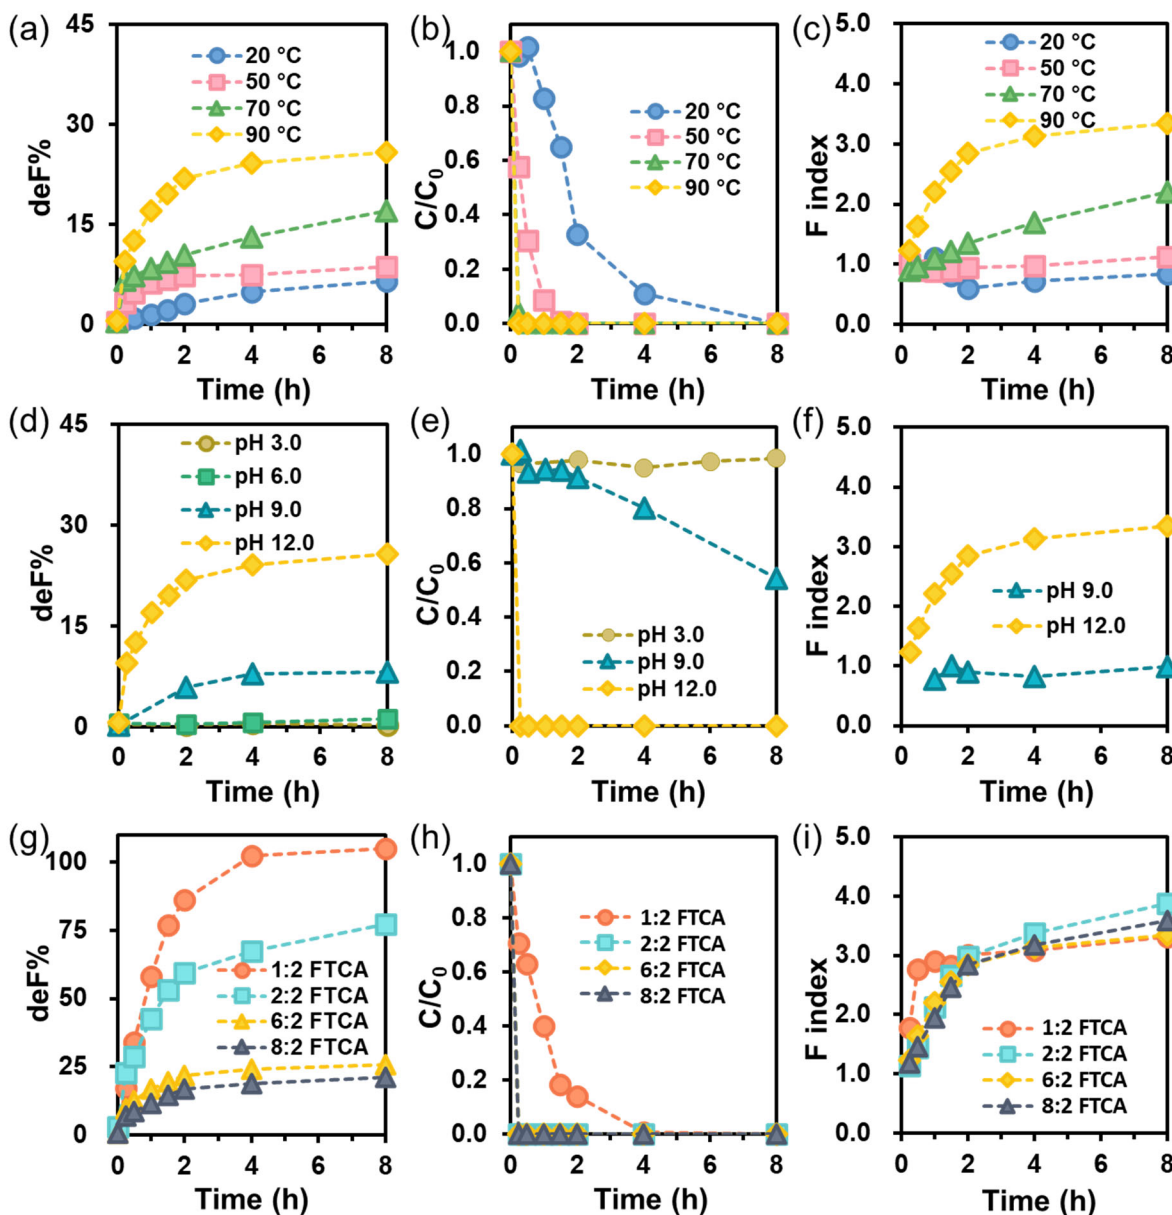 (a)
deF%
45
30
15
0
20 °C
50 °C
70 °C
90 °C
0 2 4 6 8
Time (h)
(b)
C/C0
1.0
0.8
0.6
0.4
0.2
0.0
20 °C
50 °C
70 °C
90 °C
0 2 4 6 8
Time (h)
(c)
F index
5.0
4.0
3.0
2.0
1.0
0.0
20 °C
50 °C
70 °C
90 °C
0 2 4 6 8
Time (h)
(d)
deF%
45
30
15
0
pH 3.0
pH 6.0
pH 9.0
pH 12.0
0 2 4 6 8
Time (h)
(e)
C/C0
1.0
0.8
0.6
0.4
0.2
0.0
pH 3.0
pH 9.0
pH 12.0
0 2 4 6 8
Time (h)
(f)
F index
5.0
4.0
3.0
2.0
1.0
0.0
pH 9.0
pH 12.0
0 2 4 6 8
Time (h)
(g)
deF%
100
75
50
25
0
1:2 FTCA
2:2 FTCA
6:2 FTCA
8:2 FTCA
0 2 4 6 8
Time (h)
(h)
C/C0
1.0
0.8
0.6
0.4
0.2
0.0
1:2 FTCA
2:2 FTCA
6:2 FTCA
8:2 FTCA
0 2 4 6 8
Time (h)
(i)
F index
5.0
4.0
3.0
2.0
1.0
0.0
1:2 FTCA
2:2 FTCA
6:2 FTCA
8:2 FTCA
0 2 4 6 8
Time (h)